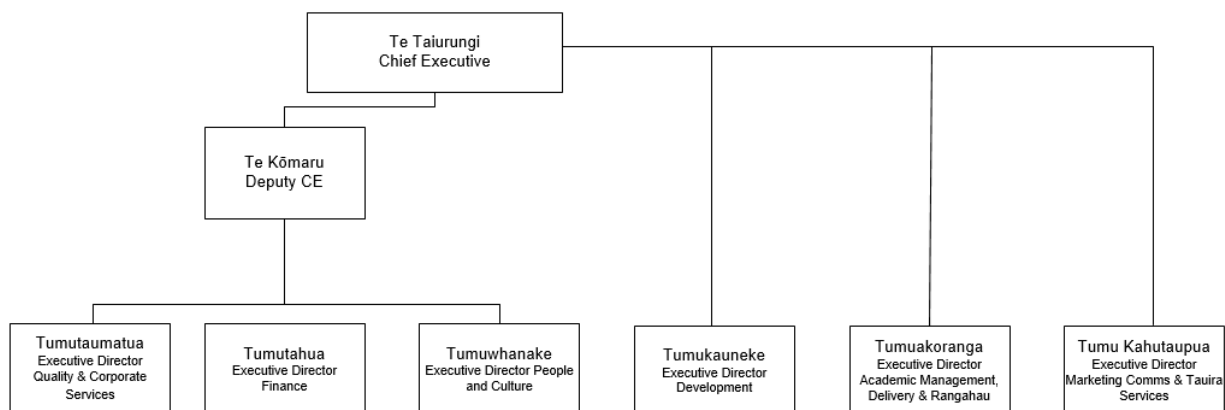 Te Taiurungi
Chief Executive
Te Kōmaru
Deputy CE
Tumutaumatua
Executive Director
Quality & Corporate
Services
Tumutahua
Executive Director
Finance
Tumuwhanake
Executive Director People
and Culture
Tumukauneke
Executive Director
Development
Tumuakoranga
Executive Director
Academic Management,
Delivery & Rangahau
Tumu Kahutaupua
Executive Director
Marketing Comms & Tauira
Services